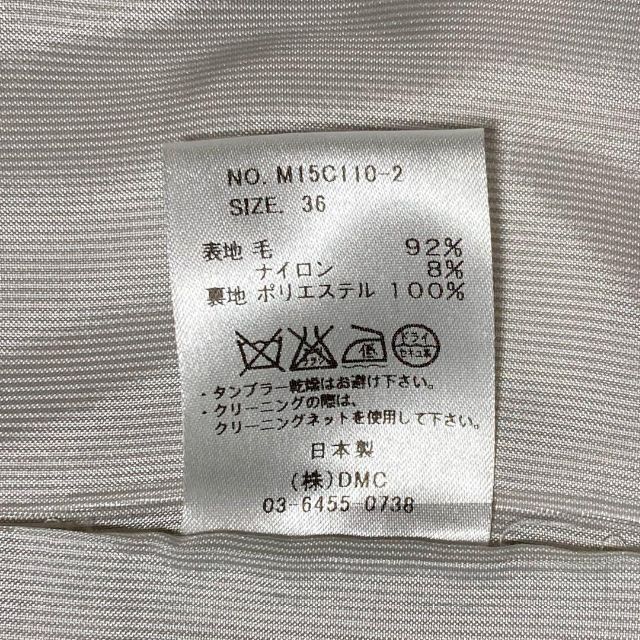 NO. M15C110-2
SIZE. 36
表地 毛 92%
ナイロン 8%
裏地 ポリエステル 100%
低
ドライ
セキユ系
・タンブラー乾燥はお避け下さい。
・クリーニングの際は、
クリーニングネットを使用して下さい。
日本製
(株)DMC
03-6455-0738